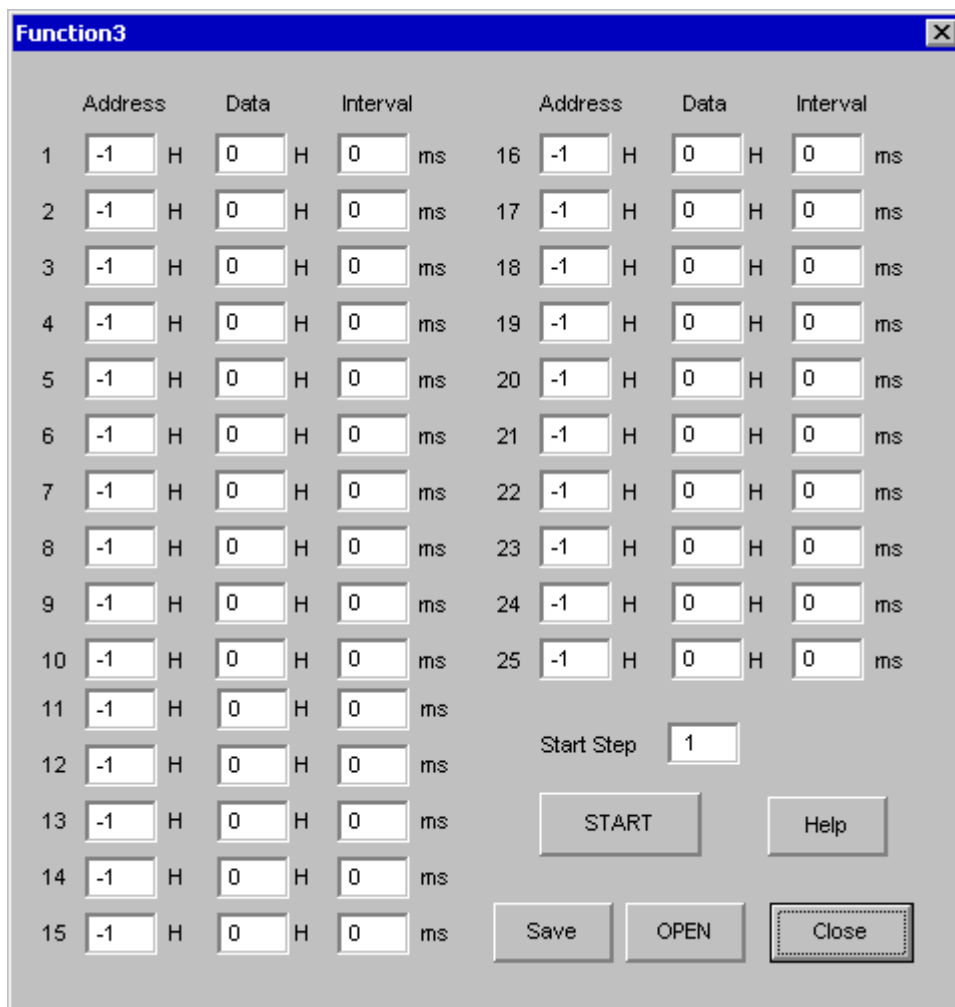 Function3
Address Data Interval Address Data Interval
1 -1 H 0 H 0 ms 16 -1 H 0 H 0 ms
2 -1 H 0 H 0 ms 17 -1 H 0 H 0 ms
3 -1 H 0 H 0 ms 18 -1 H 0 H 0 ms
4 -1 H 0 H 0 ms 19 -1 H 0 H 0 ms
5 -1 H 0 H 0 ms 20 -1 H 0 H 0 ms
6 -1 H 0 H 0 ms 21 -1 H 0 H 0 ms
7 -1 H 0 H 0 ms 22 -1 H 0 H 0 ms
8 -1 H 0 H 0 ms 23 -1 H 0 H 0 ms
9 -1 H 0 H 0 ms 24 -1 H 0 H 0 ms
10 -1 H 0 H 0 ms 25 -1 H 0 H 0 ms
11 -1 H 0 H 0 ms
12 -1 H 0 H 0 ms Start Step 1
13 -1 H 0 H 0 ms START Help
14 -1 H 0 H 0 ms
15 -1 H 0 H 0 ms Save OPEN Close